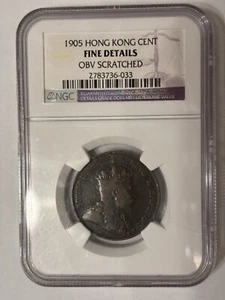 1905 HONG KONG CENT
FINE DETAILS
OBV SCRATCHED
2783736-033
NGC